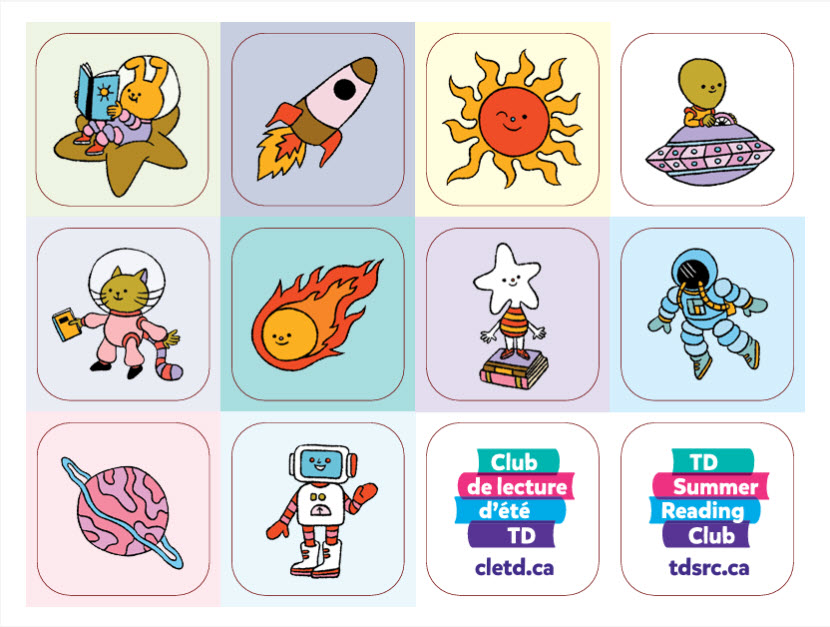 Club
de lecture
d'été
TD
cletd.ca
TD
Summer
Reading
Club
tdsrc.ca